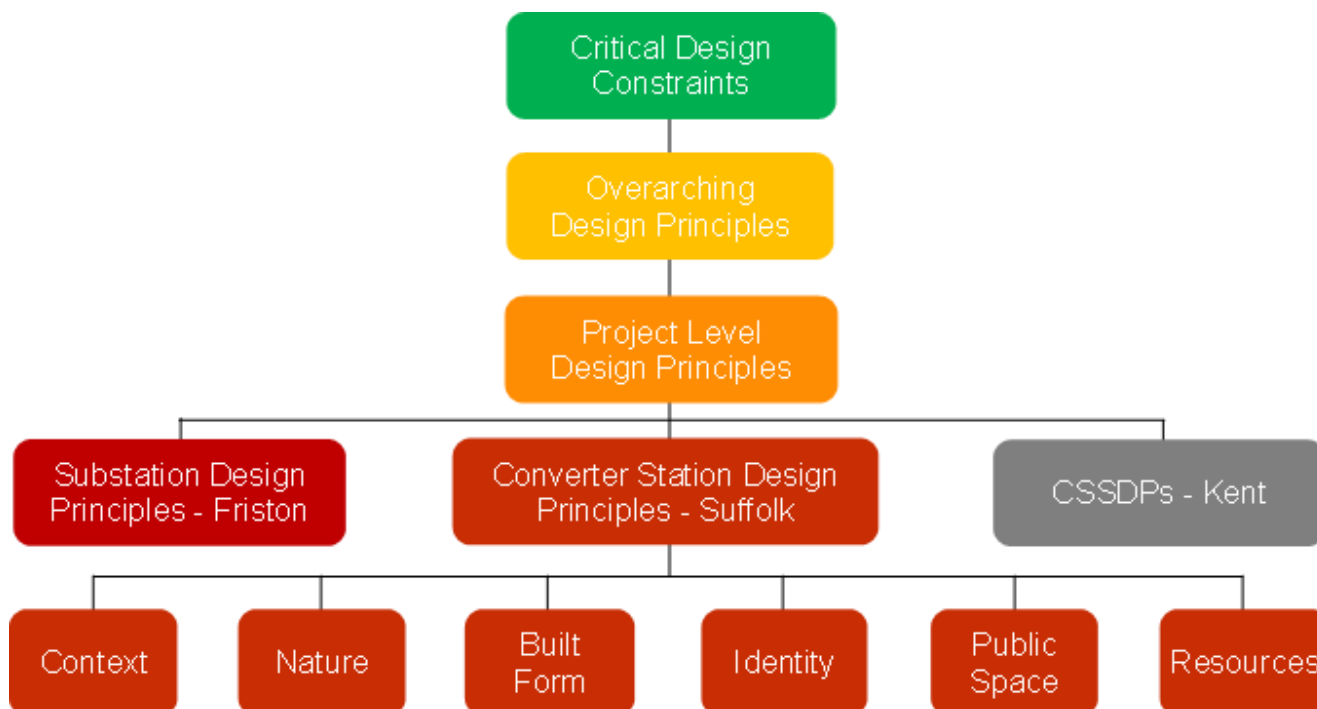 Critical Design
Constraints
Overarching
Design Principles
Project Level
Design Principles
Substation Design
Principles - Friston
Converter Station Design
Principles - Suffolk
CSSDPs - Kent
Context
Nature
Built
Form
Identity
Public
Space
Resources